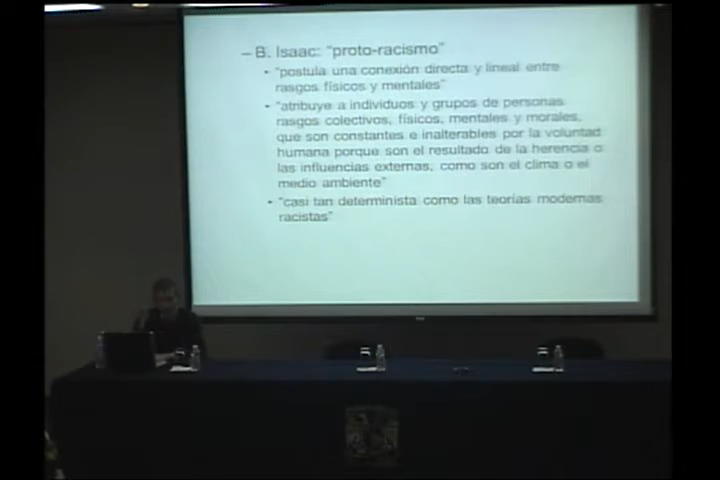 – B. Isaac: "proto-racismo"
• "postula una conexión directa y lineal entre
rasgos físicos y mentales"
• "atribuye a individuos y grupos de personas
rasgos colectivos, físicos, mentales y morales,
que son constantes e inalterables por la voluntad
humana porque son el resultado de la herencia o
las influencias externas, como son el clima o el
medio ambiente"
• "casi tan determinista como las teorías modernas
racistas"